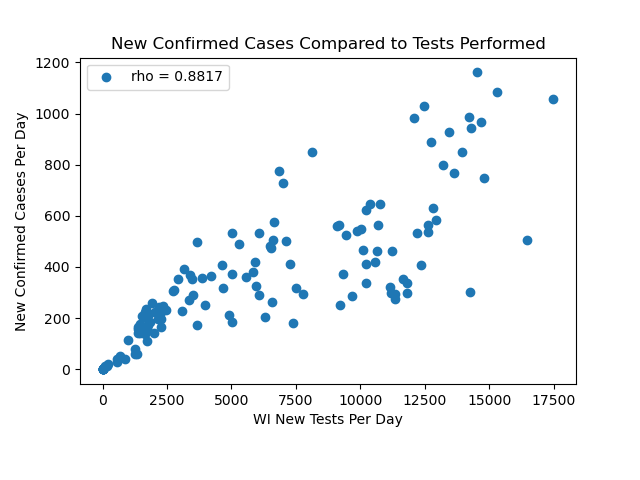 New Confirmed Cases Compared to Tests Performed
rho = 0.8817
New Confirmed Caeses Per Day
1200
1000
800
600
400
200
0
0 2500 5000 7500 10000 12500 15000 17500
WI New Tests Per Day